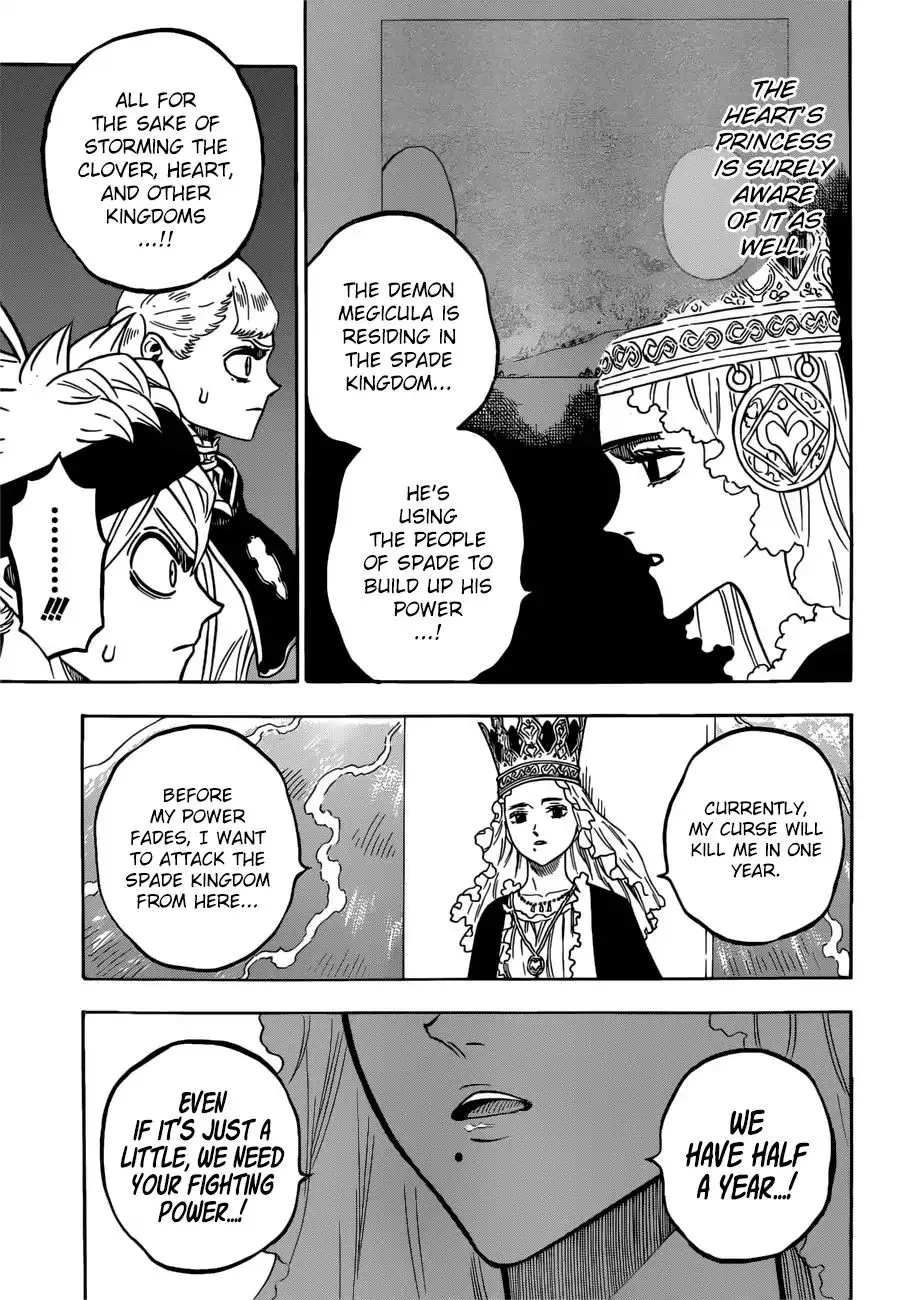 THE
HEART'S
PRINCESS
IS SURELY
AWARE
OF IT AS
WELL.
THE DEMON
MEGICULA IS
RESIDING IN
THE SPADE
KINGDOM...
HE'S
USING
THE PEOPLE
OF SPADE TO
BUILD UP HIS
POWER
...!
ALL FOR
THE SAKE OF
STORMING THE
CLOVER, HEART,
AND OTHER
KINGDOMS
...!!
........!!!
CURRENTLY,
MY CURSE WILL
KILL ME IN ONE
YEAR.
BEFORE
MY POWER
FADES, I WANT
TO ATTACK THE
SPADE KINGDOM
FROM HERE...
WE
HAVE HALF
A YEAR...!
EVEN
IF IT'S JUST A
LITTLE, WE NEED
YOUR FIGHTING
POWER...!